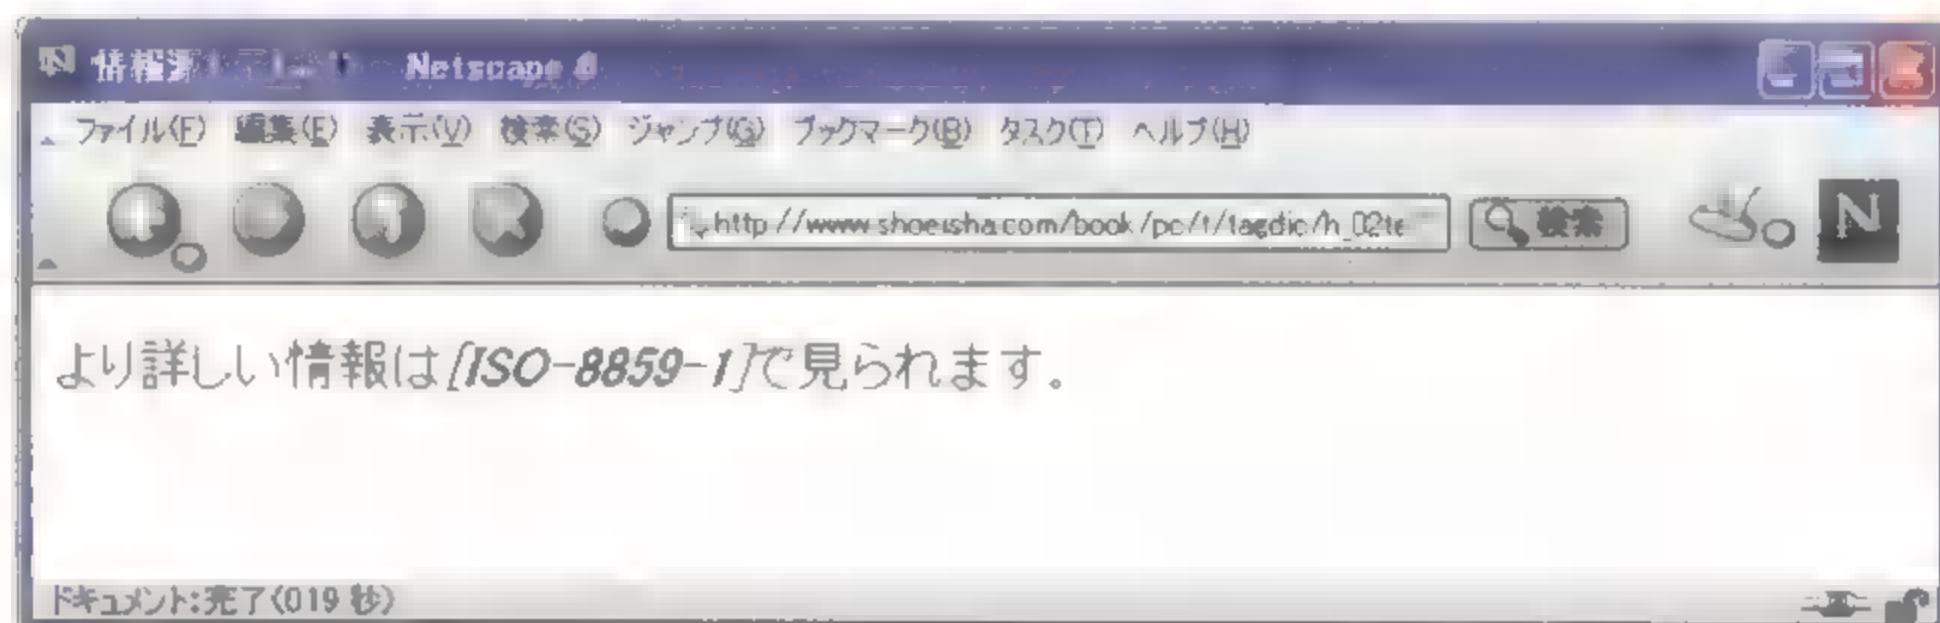 Netscape 6
ファイル(F) 編集(E) 表示(V) 検索(S) ジャンプ(G) ブックマーク(B) タスク(T) ヘルプ(H)
http://www.shoeisha.com/book/pc/t/tagdic/h_02te 検索 N
より詳しい情報は[ISO-8859-1]で見られます。
ドキュメント:完了(019 秒)